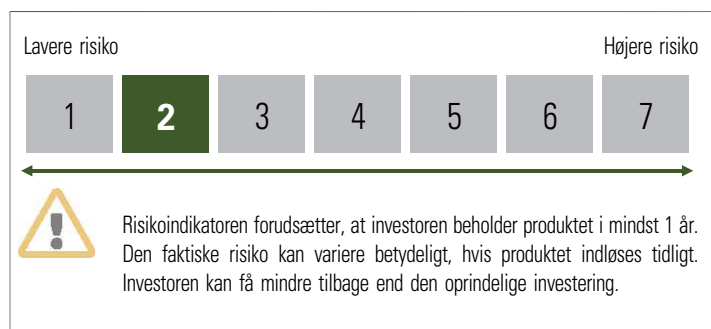 Lavere risiko Højere risiko
1 2 3 4 5 6 7
Risikoindikatoren forudsætter, at investoren beholder produktet i mindst 1 år.
Den faktiske risiko kan variere betydeligt, hvis produktet indløses tidligt.
Investoren kan få mindre tilbage end den oprindelige investering.